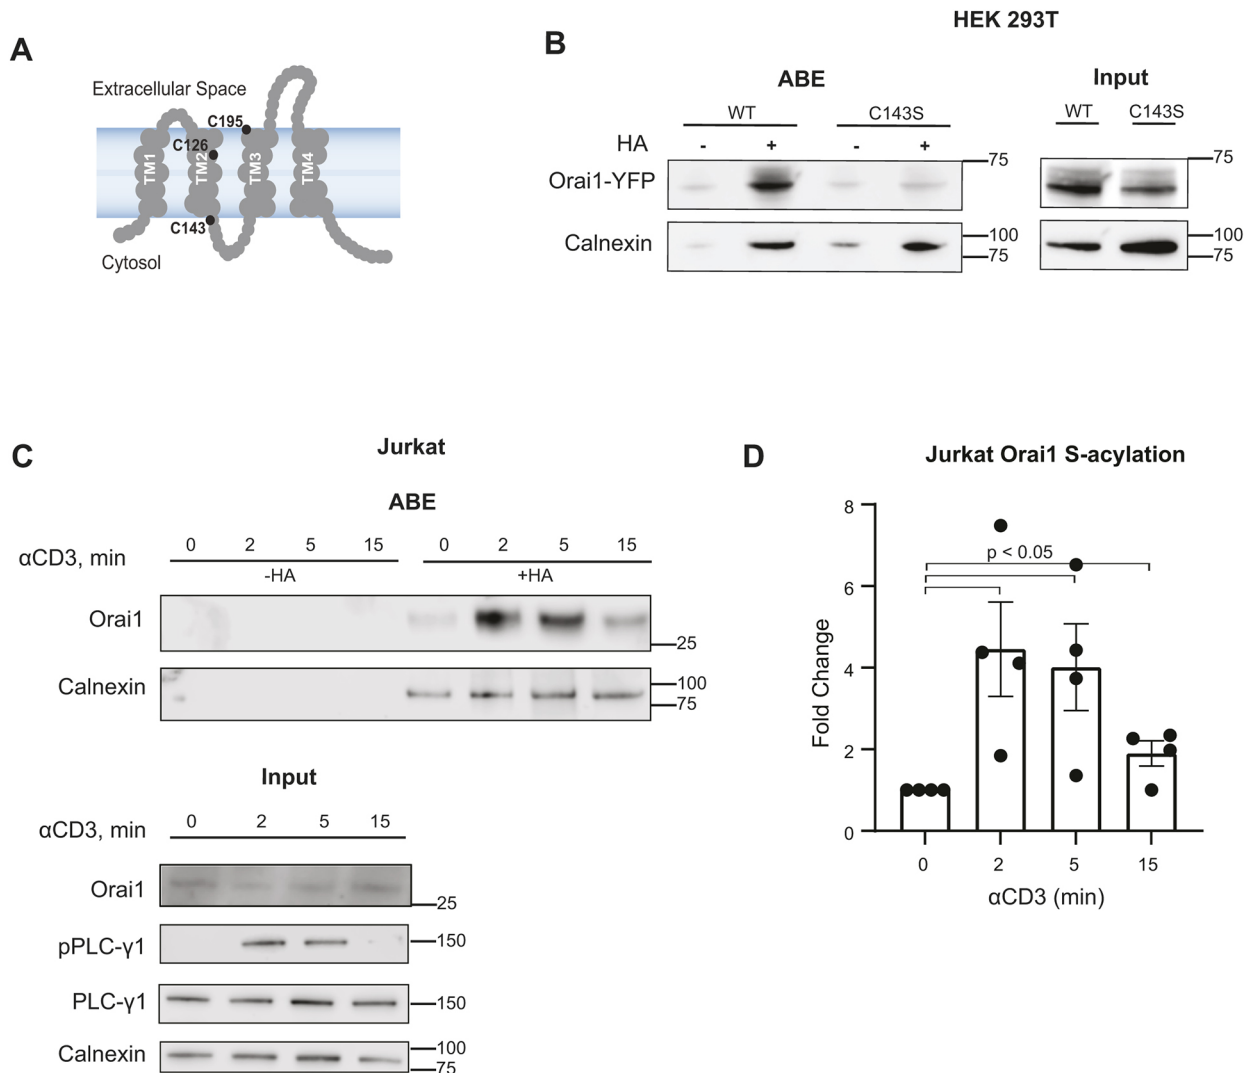 A
Extracellular Space
C195
C126
TM1
TM2
TM3
TM4
C143
Cytosol
B
HEK 293T
ABE
Input
WT
C143S
WT
C143S
HA
-
+
-
+
75
75
Orai1-YFP
Calnexin
100
75
100
75
C
Jurkat
ABE
αCD3, min
0 2 5 15 0 2 5 15
-HA
+HA
Orai1
25
Calnexin
100
75
Input
αCD3, min
0 2 5 15
Orai1
25
pPLC-γ1
150
PLC-γ1
150
Calnexin
100
75
D
Jurkat Orai1 S-acylation
Fold Change
8
6
4
2
0
p < 0.05
0 2 5 15
αCD3 (min)